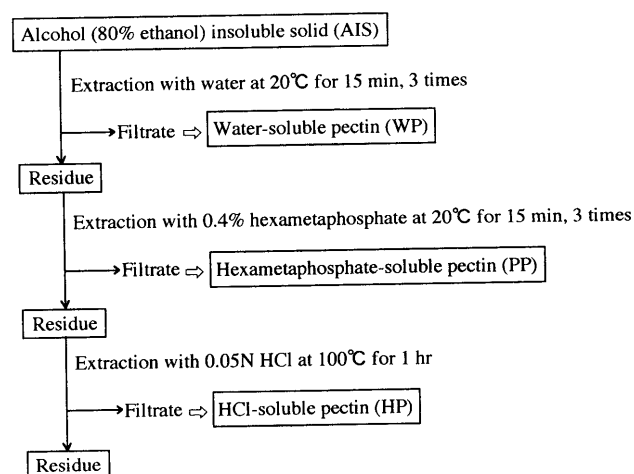 Alcohol (80% ethanol) insoluble solid (AIS)
Extraction with water at 20℃ for 15 min, 3 times
Filtrate ⇨ Water-soluble pectin (WP)
Residue
Extraction with 0.4% hexametaphosphate at 20℃ for 15 min, 3 times
Filtrate ⇨ Hexametaphosphate-soluble pectin (PP)
Residue
Extraction with 0.05N HCl at 100℃ for 1 hr
Filtrate ⇨ HCl-soluble pectin (HP)
Residue